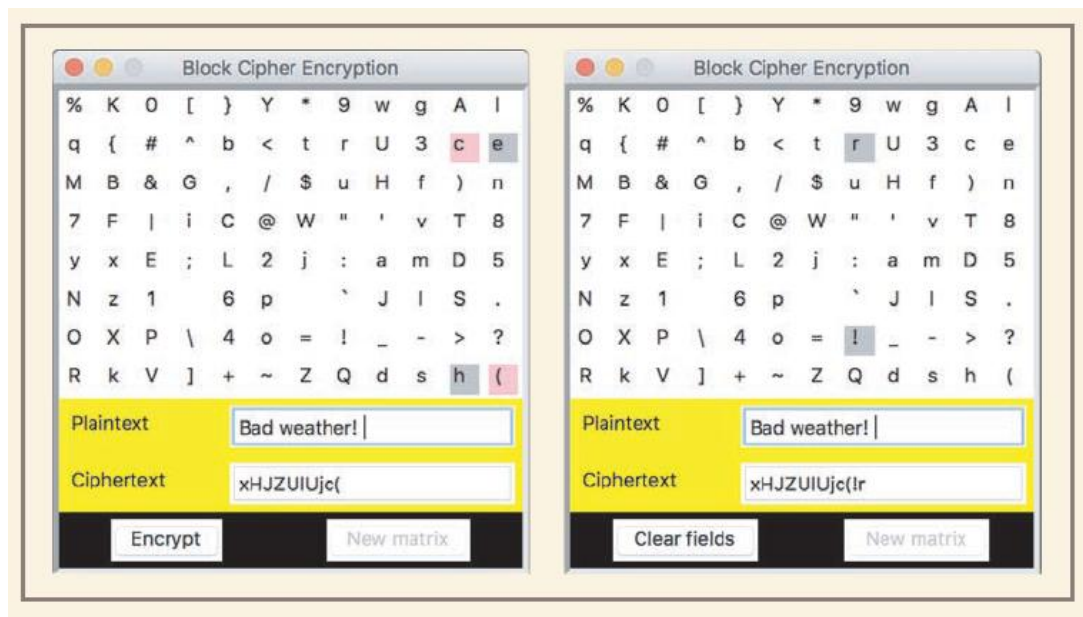 Block Cipher Encryption
% K 0 [ } Y * 9 w g A l
q { # ^ b < t r U 3 c e
M B & G , / $ u H f ) n
7 F | i C @ W " ' v T 8
y x E ; L 2 j : a m D 5
N z 1 6 p ` J I S .
O X P \ 4 o = ! _ - > ?
R k V ] + ~ Z Q d s h (
Plaintext Bad weather!
Ciphertext xHJZUlUjc(
Encrypt New matrix
Block Cipher Encryption
% K 0 [ } Y * 9 w g A l
q { # ^ b < t r U 3 c e
M B & G , / $ u H f ) n
7 F | i C @ W " ' v T 8
y x E ; L 2 j : a m D 5
N z 1 6 p ` J I S .
O X P \ 4 o = ! _ - > ?
R k V ] + ~ Z Q d s h (
Plaintext Bad weather!
Ciphertext xHJZUlUjc(!r
Clear fields New matrix